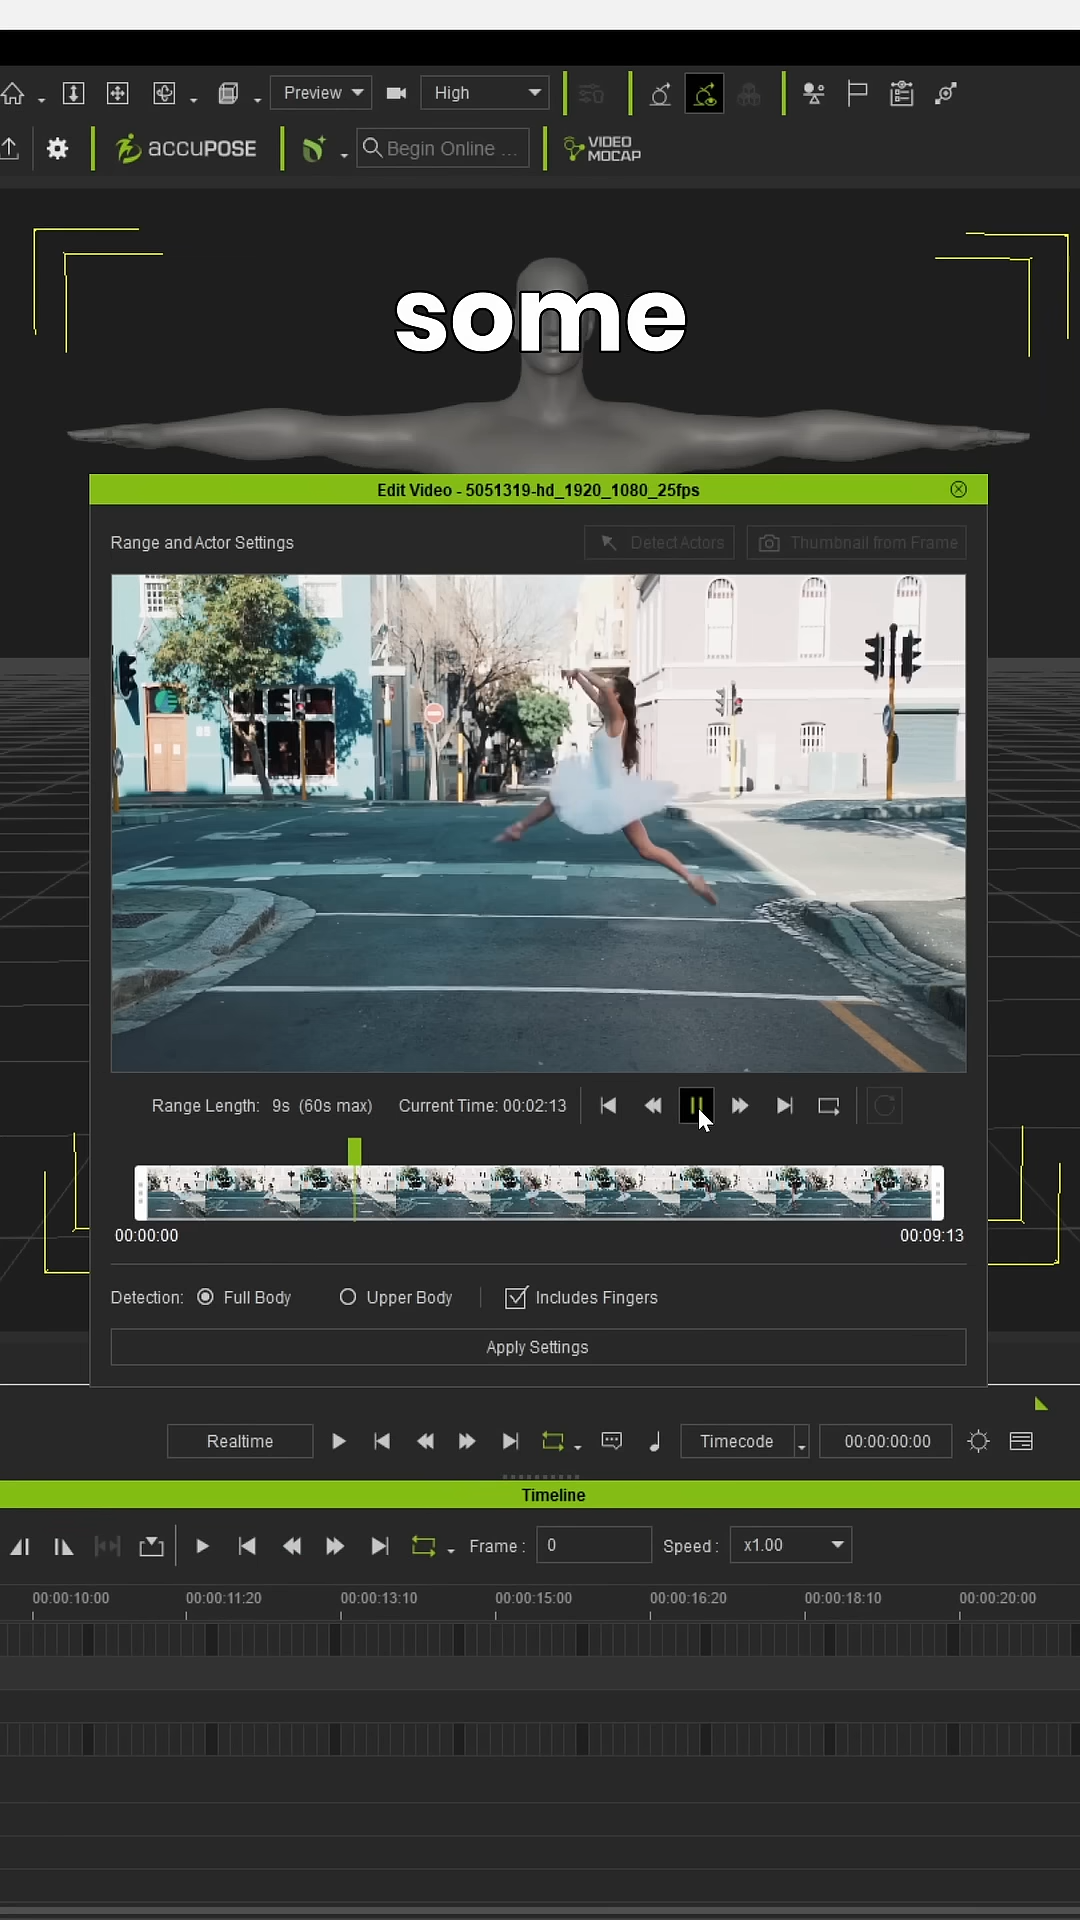 Preview
High
accuPOSE
Begin Online ...
VIDEO
MOCAP
some
Edit Video - 5051319-hd_1920_1080_25fps
Range and Actor Settings
Detect Actors
Thumbnail from Frame
Range Length: 9s (60s max)
Current Time: 00:02:13
00:00:00
00:09:13
Detection:
Full Body
Upper Body
Includes Fingers
Apply Settings
Realtime
Timecode
00:00:00:00
Timeline
Frame :
0
Speed :
x1.00
00:00:10:00
00:00:11:20
00:00:13:10
00:00:15:00
00:00:16:20
00:00:18:10
00:00:20:00